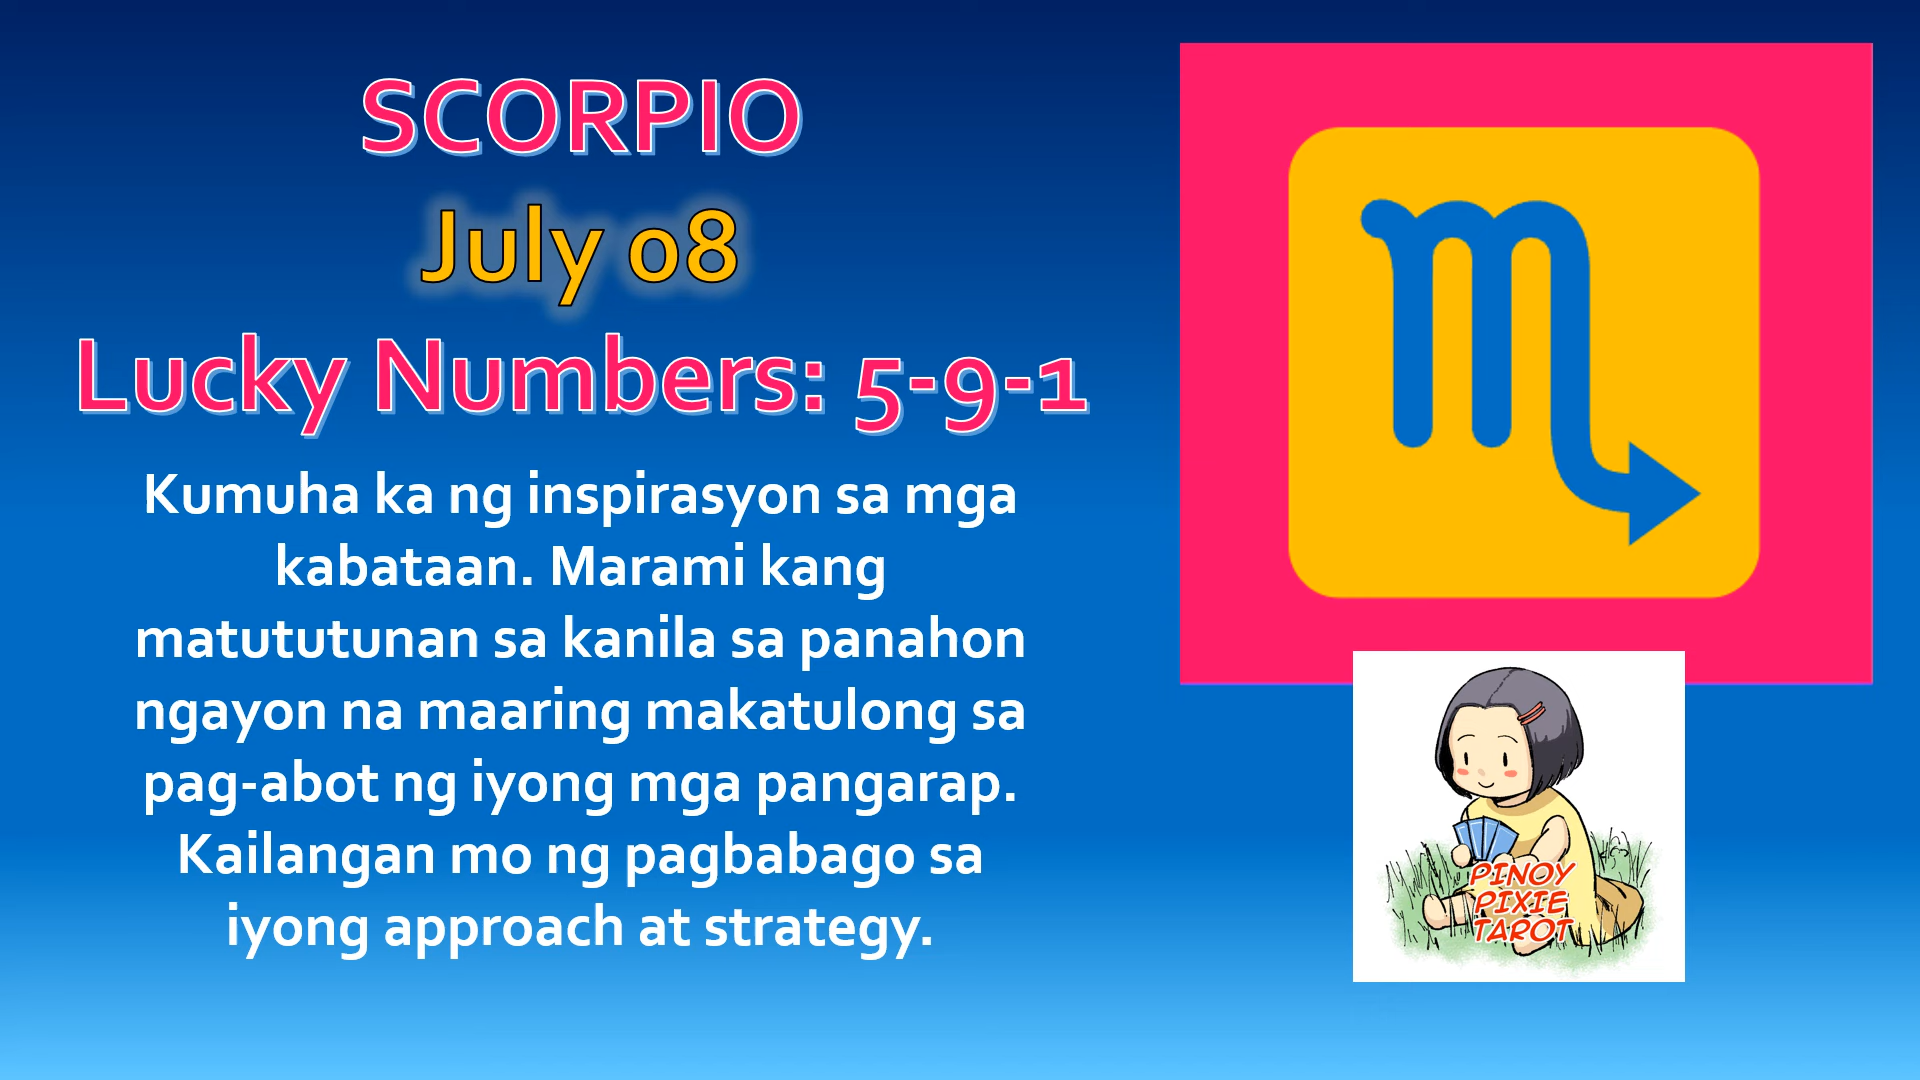 SCORPIO
July 08
Lucky Numbers: 5-9-1
Kumuha ka ng inspirasyon sa mga
kabataan. Marami kang
matututunan sa kanila sa panahon
ngayon na maaring makatulong sa
pag-abot ng iyong mga pangarap.
Kailangan mo ng pagbabago sa
iyong approach at strategy.
PINOY
PIXIE
TAROT